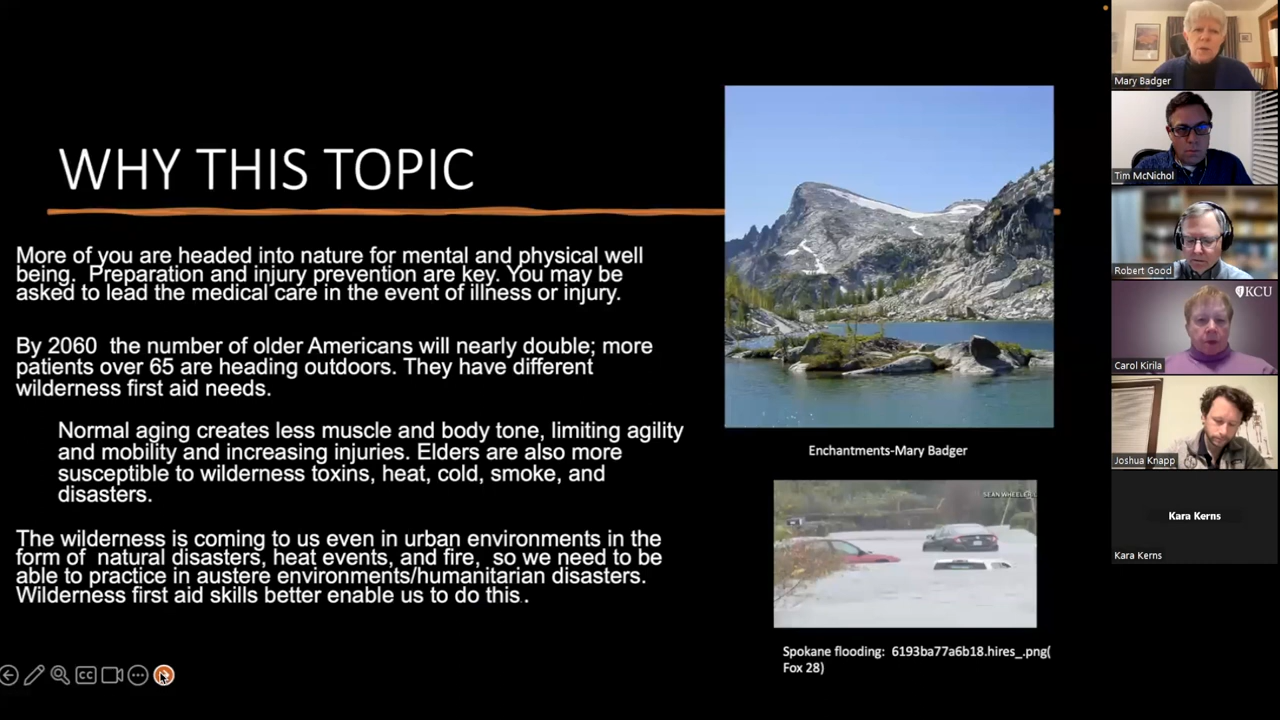 WHY THIS TOPIC
More of you are headed into nature for mental and physical well
being.  Preparation and injury prevention are key. You may be
asked to lead the medical care in the event of illness or injury.
By 2060  the number of older Americans will nearly double; more
patients over 65 are heading outdoors. They have different
wilderness first aid needs.
Normal aging creates less muscle and body tone, limiting agility
and mobility and increasing injuries. Elders are also more
susceptible to wilderness toxins, heat, cold, smoke, and
disasters.
The wilderness is coming to us even in urban environments in the
form of  natural disasters, heat events, and fire,  so we need to be
able to practice in austere environments/humanitarian disasters.
Wilderness first aid skills better enable us to do this .
Enchantments-Mary Badger
SEAN WHEELER
Spokane flooding:  6193ba77a6b18.hires_.png(
Fox 28)
CC
Mary Badger
Tim McNichol
Robert Good
KCU
Carol Kirila
Joshua Knapp
Kara Kerns
Kara Kerns